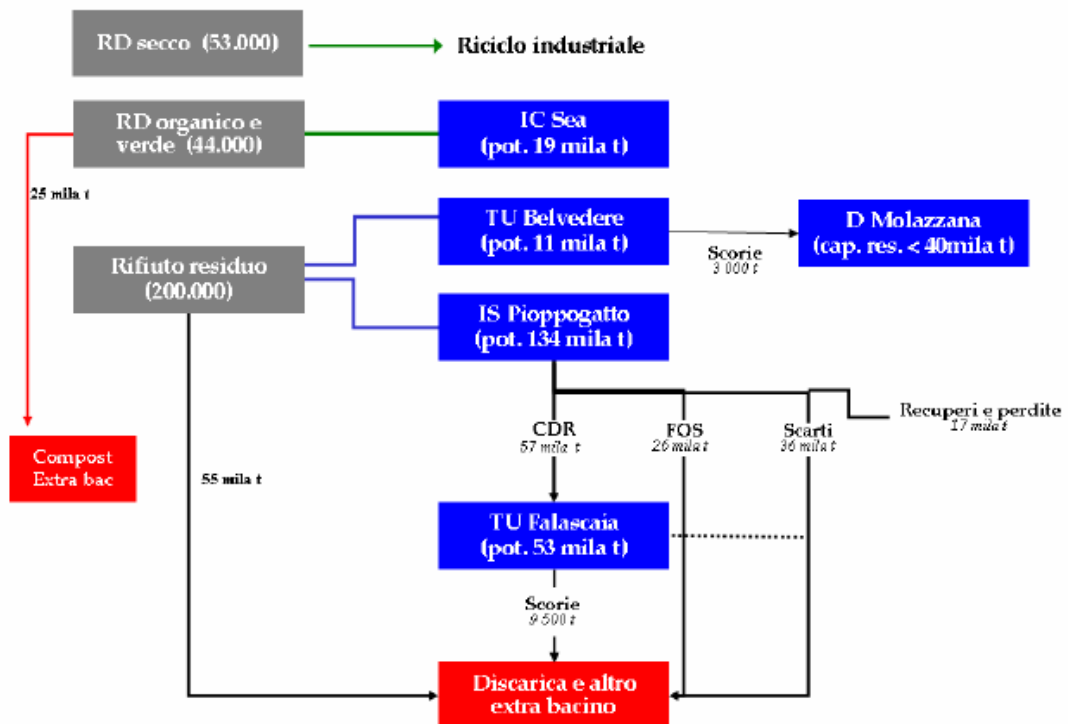 RD secco (53.000)
Riciclo industriale
RD organico e
verde (44.000)
IC Sea
(pot. 19 mila t)
25 mila t
TU Belvedere
(pot. 11 mila t)
D Molazzana
(cap. res. < 40mila t)
Scorie
3 000 t
Rifiuto residuo
(200.000)
IS Pioppogatto
(pot. 134 mila t)
Recuperi e perdite
17 mila t
CDR
57 mila t
FOS
26 mila t
Scarti
36 mila t
Compost
Extra bac
55 mila t
TU Falascaia
(pot. 53 mila t)
Scorie
9 500 t
Discarica e altro
extra bacino